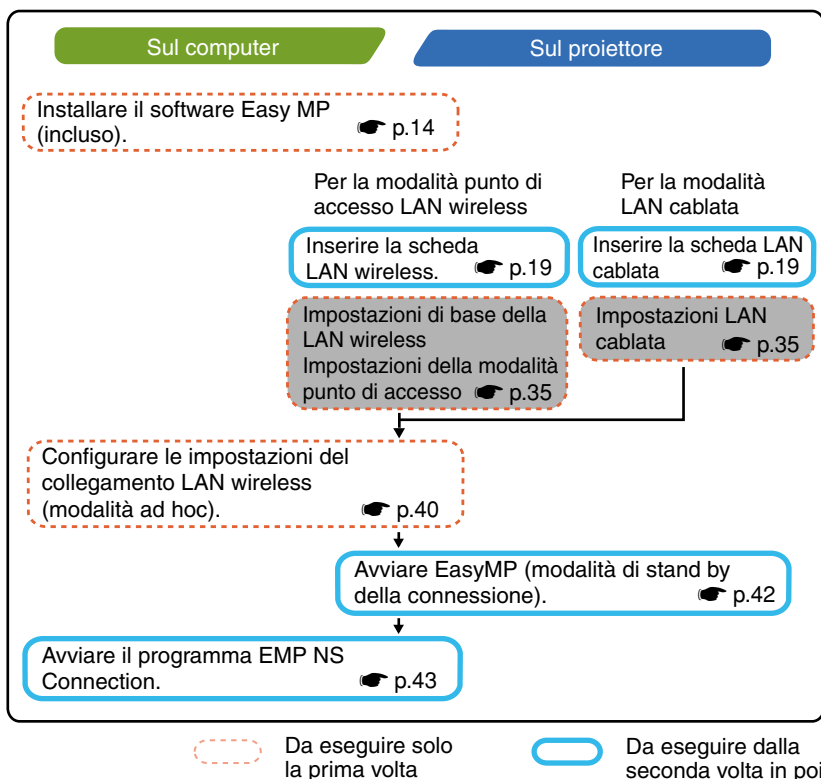 Sul computer
Sul proiettore
Installare il software Easy MP
(incluso). ☛ p.14
Per la modalità punto di
accesso LAN wireless
Per la modalità
LAN cablata
Inserire la scheda
LAN wireless. ☛ p.19
Inserire la scheda LAN
cablata ☛ p.19
Impostazioni di base della
LAN wireless
Impostazioni della modalità
punto di accesso ☛ p.35
Impostazioni LAN
cablata ☛ p.35
Configurare le impostazioni del
collegamento LAN wireless
(modalità ad hoc). ☛ p.40
Avviare EasyMP (modalità di stand by
della connessione). ☛ p.42
Avviare il programma EMP NS
Connection. ☛ p.43
Da eseguire solo
la prima volta
Da eseguire dalla
seconda volta in poi